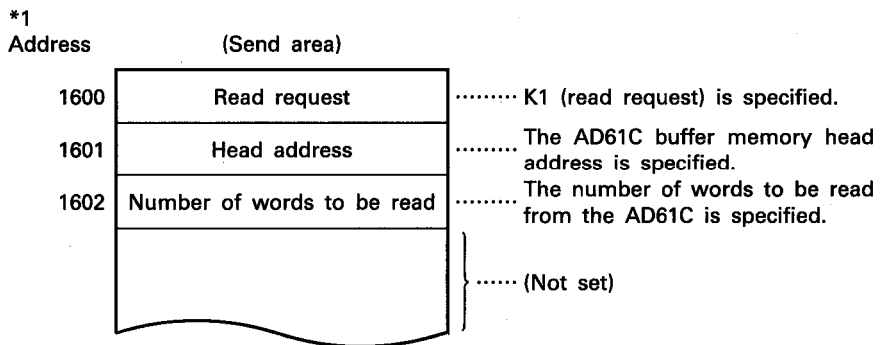 *1
Address (Send area)
1600 Read request ········ K1 (read request) is specified.
1601 Head address ········ The AD61C buffer memory head
address is specified.
1602 Number of words to be read ········ The number of words to be read
from the AD61C is specified.
······ (Not set)